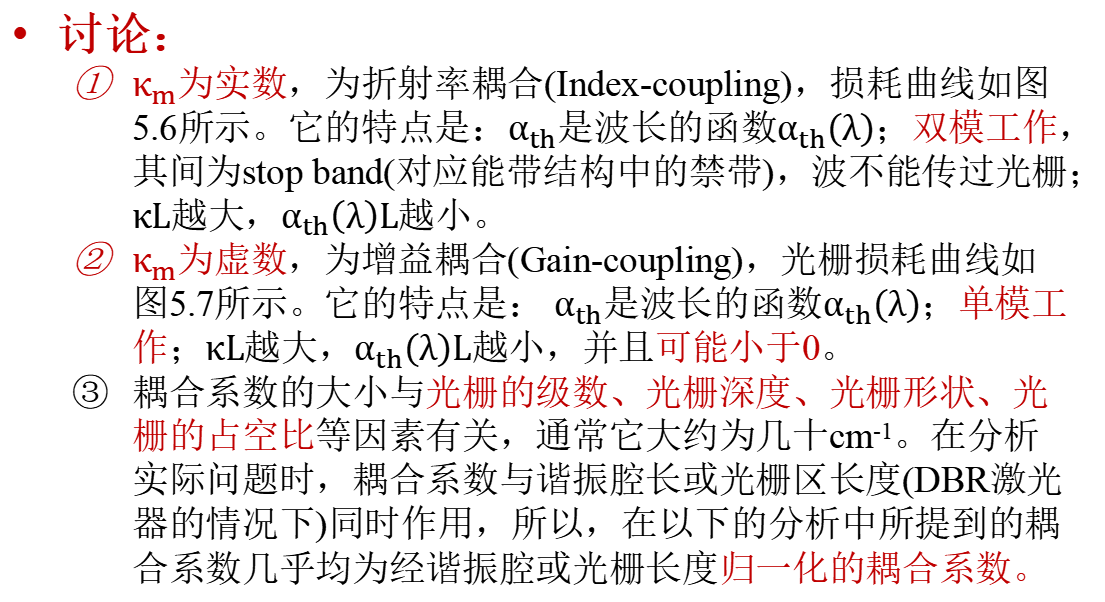 • 讨论：
① κm为实数，为折射率耦合(Index-coupling)，损耗曲线如图
5.6所示。它的特点是：αth是波长的函数αth(λ)；双模工作，
其间为stop band(对应能带结构中的禁带)，波不能传过光栅；
κL越大，αth(λ)L越小。
② κm为虚数，为增益耦合(Gain-coupling)，光栅损耗曲线如
图5.7所示。它的特点是： αth是波长的函数αth(λ)；单模工
作；κL越大，αth(λ)L越小，并且可能小于0。
③ 耦合系数的大小与光栅的级数、光栅深度、光栅形状、光
栅的占空比等因素有关，通常它大约为几十cm-1。在分析
实际问题时，耦合系数与谐振腔长或光栅区长度(DBR激光
器的情况下)同时作用，所以，在以下的分析中所提到的耦
合系数几乎均为经谐振腔或光栅长度归一化的耦合系数。